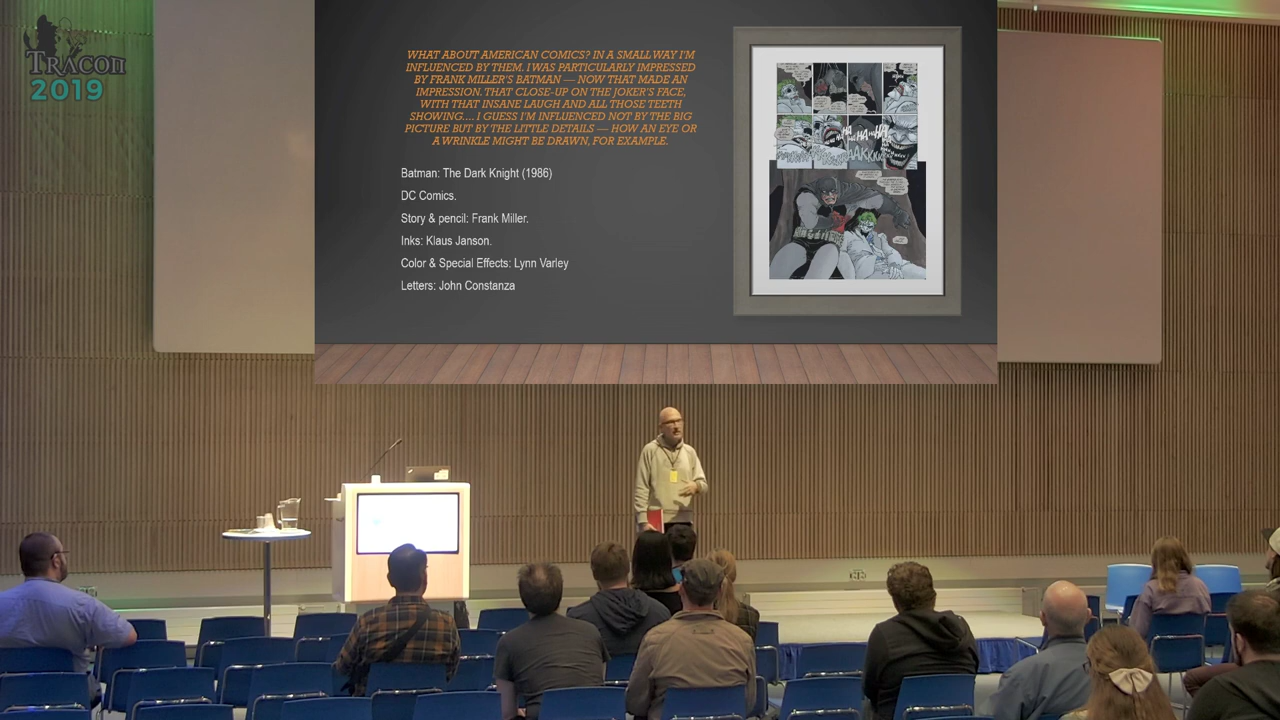 TRACON
2019
WHAT ABOUT AMERICAN COMICS? IN A SMALL WAY I'M
INFLUENCED BY THEM. I WAS PARTICULARLY IMPRESSED
BY FRANK MILLER'S BATMAN — NOW THAT MADE AN
IMPRESSION. THAT CLOSE-UP ON THE JOKER'S FACE,
WITH THAT INSANE LAUGH AND ALL THOSE TEETH
SHOWING.... I GUESS I'M INFLUENCED NOT BY THE BIG
PICTURE BUT BY THE LITTLE DETAILS — HOW AN EYE OR
A WRINKLE MIGHT BE DRAWN, FOR EXAMPLE.
Batman: The Dark Knight (1986)
DC Comics.
Story & pencil: Frank Miller.
Inks: Klaus Janson.
Color & Special Effects: Lynn Varley
Letters: John Constanza